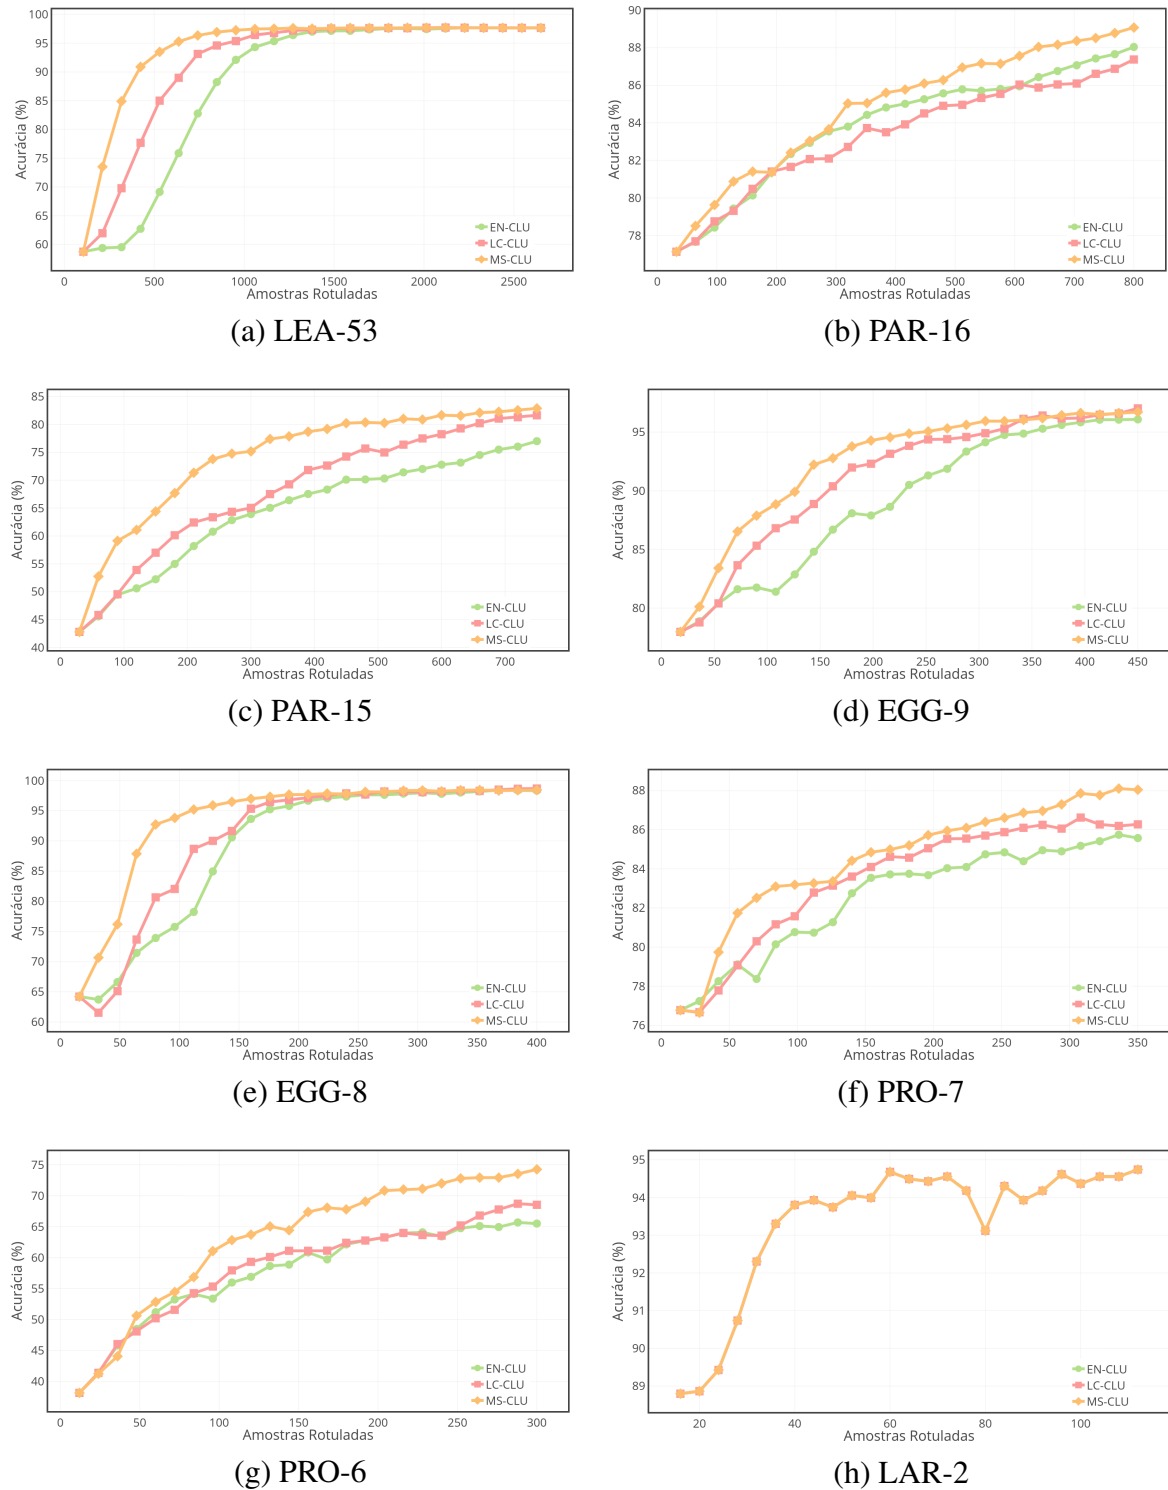 100
95
90
85
80
75
70
65
60
Acurácia (%)
0 500 1000 1500 2000 2500
Amostras Rotuladas
EN-CLU
LC-CLU
MS-CLU
(a) LEA-53
90
88
86
84
82
80
78
Acurácia (%)
0 100 200 300 400 500 600 700 800
Amostras Rotuladas
EN-CLU
LC-CLU
MS-CLU
(b) PAR-16
85
80
75
70
65
60
55
50
45
40
Acurácia (%)
0 100 200 300 400 500 600 700
Amostras Rotuladas
EN-CLU
LC-CLU
MS-CLU
(c) PAR-15
95
90
85
80
Acurácia (%)
0 50 100 150 200 250 300 350 400 450
Amostras Rotuladas
EN-CLU
LC-CLU
MS-CLU
(d) EGG-9
100
95
90
85
80
75
70
65
60
Acurácia (%)
0 50 100 150 200 250 300 350 400
Amostras Rotuladas
EN-CLU
LC-CLU
MS-CLU
(e) EGG-8
88
86
84
82
80
78
76
Acurácia (%)
0 50 100 150 200 250 300 350
Amostras Rotuladas
EN-CLU
LC-CLU
MS-CLU
(f) PRO-7
75
70
65
60
55
50
45
40
Acurácia (%)
0 50 100 150 200 250 300
Amostras Rotuladas
EN-CLU
LC-CLU
MS-CLU
(g) PRO-6
95
94
93
92
91
90
89
Acurácia (%)
20 40 60 80 100
Amostras Rotuladas
EN-CLU
LC-CLU
MS-CLU
(h) LAR-2